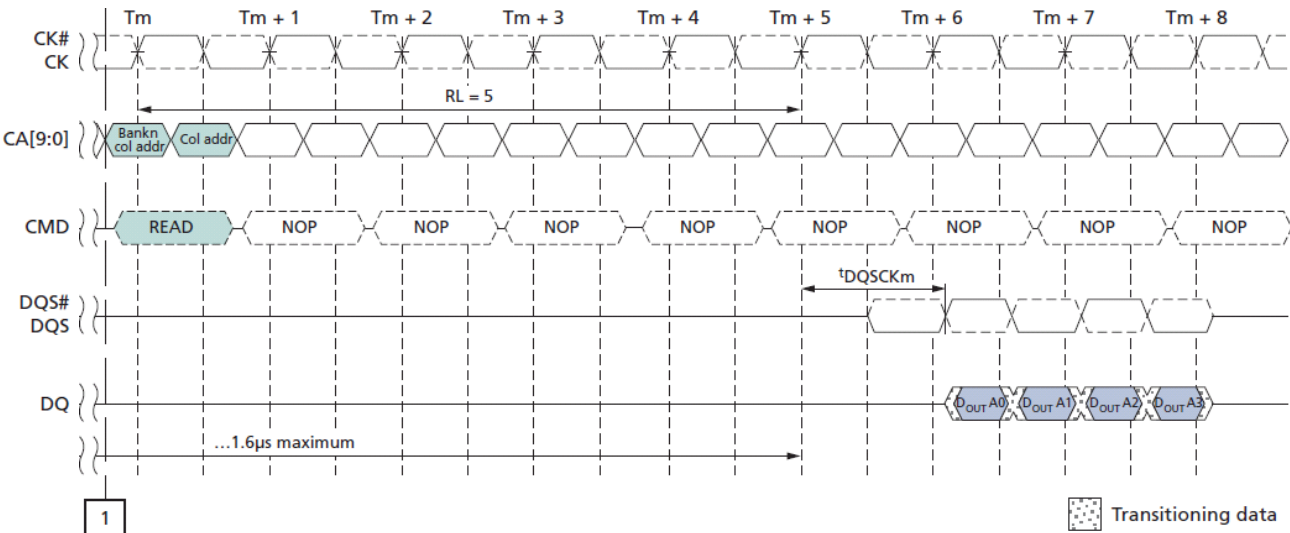 Tm Tm + 1 Tm + 2 Tm + 3 Tm + 4 Tm + 5 Tm + 6 Tm + 7 Tm + 8
CK#
CK
RL = 5
CA[9:0] Bankn col addr Col addr
CMD READ NOP NOP NOP NOP NOP NOP NOP NOP
tDQSCKm
DQS#
DQS
DQ DOUT A0 DOUT A1 DOUT A2 DOUT A3
...1.6µs maximum
1
Transitioning data